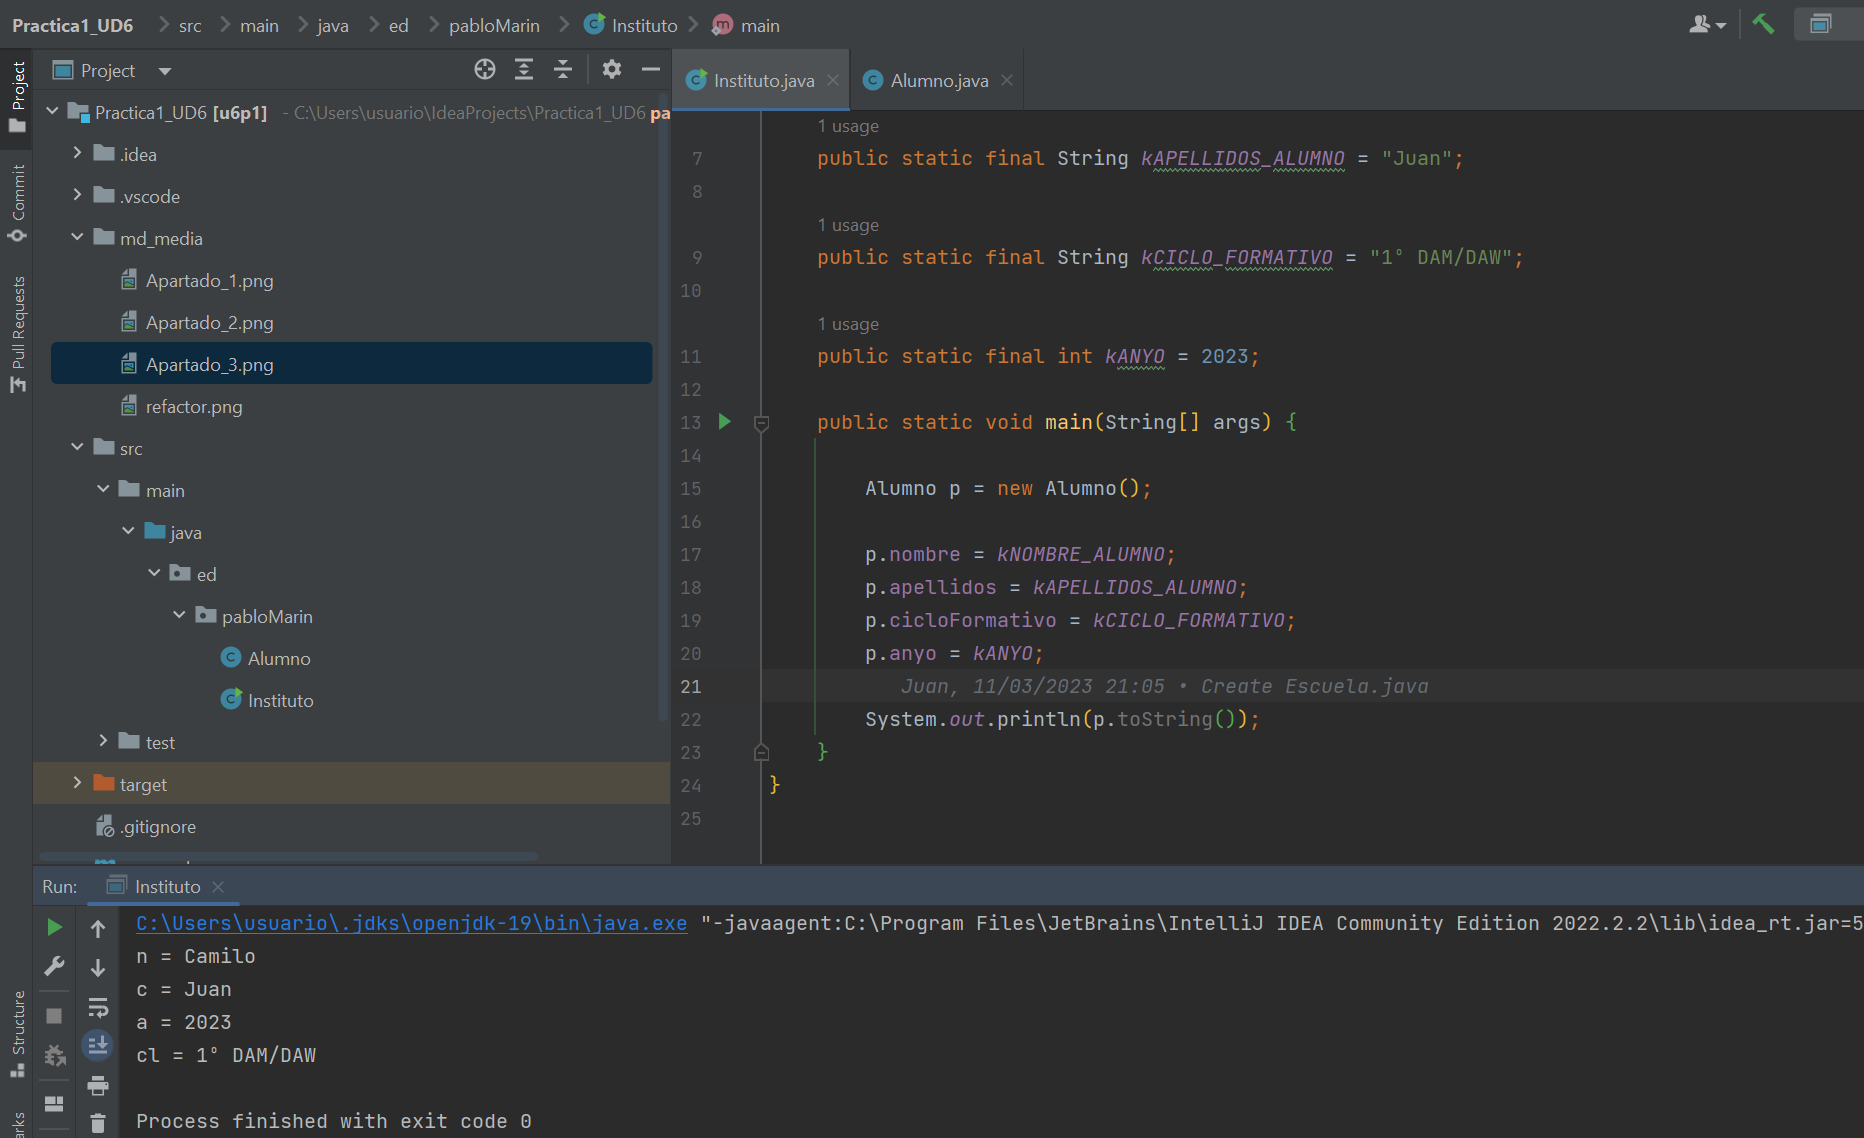 Practica1_UD6 src main java ed pabloMarin Instituto main
Project
Commit
Pull Requests
Structure
Project
Practica1_UD6 [u6p1] - C:\Users\usuario\IdeaProjects\Practica1_UD6
.idea
.vscode
md_media
Apartado_1.png
Apartado_2.png
Apartado_3.png
refactor.png
src
main
java
ed
pabloMarin
Alumno
Instituto
test
target
.gitignore
Instituto.java Alumno.java
1 usage
7 public static final String kAPELLIDOS_ALUMNO = "Juan";
8
1 usage
9 public static final String kCICLO_FORMATIVO = "1° DAM/DAW";
10
1 usage
11 public static final int kANYO = 2023;
12
13 public static void main(String[] args) {
14
15 Alumno p = new Alumno();
16
17 p.nombre = kNOMBRE_ALUMNO;
18 p.apellidos = kAPELLIDOS_ALUMNO;
19 p.cicloFormativo = kCICLO_FORMATIVO;
20 p.anyo = kANYO;
21 Juan, 11/03/2023 21:05 • Create Escuela.java
22 System.out.println(p.toString());
23 }
24 }
25
Run: Instituto
C:\Users\usuario\.jdks\openjdk-19\bin\java.exe "-javaagent:C:\Program Files\JetBrains\IntelliJ IDEA Community Edition 2022.2.2\lib\idea_rt.jar=5
n = Camilo
c = Juan
a = 2023
cl = 1° DAM/DAW
Process finished with exit code 0